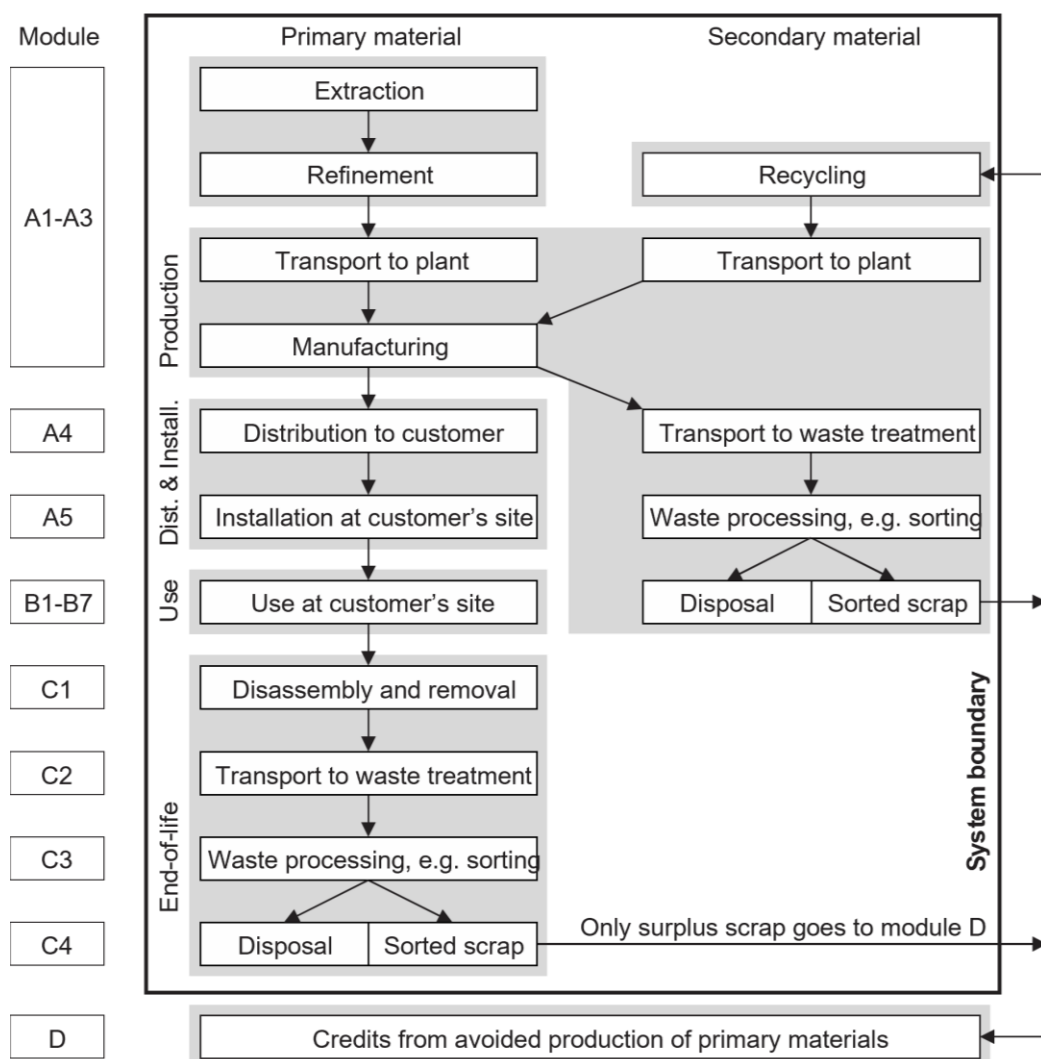 Module
Primary material
Secondary material
A1-A3
Production
Extraction
Refinement
Recycling
Transport to plant
Transport to plant
Manufacturing
A4
Dist. & Install.
Distribution to customer
Transport to waste treatment
A5
Installation at customer's site
Waste processing, e.g. sorting
B1-B7
Use
Use at customer's site
Disposal
Sorted scrap
C1
End-of-life
Disassembly and removal
System boundary
C2
Transport to waste treatment
C3
Waste processing, e.g. sorting
C4
Disposal
Sorted scrap
Only surplus scrap goes to module D
D
Credits from avoided production of primary materials